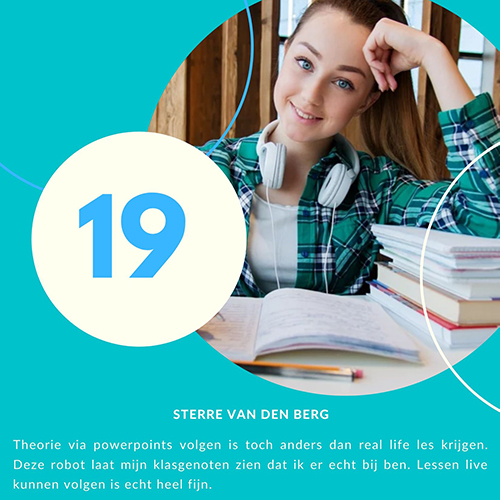 19
STERRE VAN DEN BERG
Theorie via powerpoints volgen is toch anders dan real life les krijgen.
Deze robot laat mijn klasgenoten zien dat ik er echt bij ben. Lessen live
kunnen volgen is echt heel fijn.